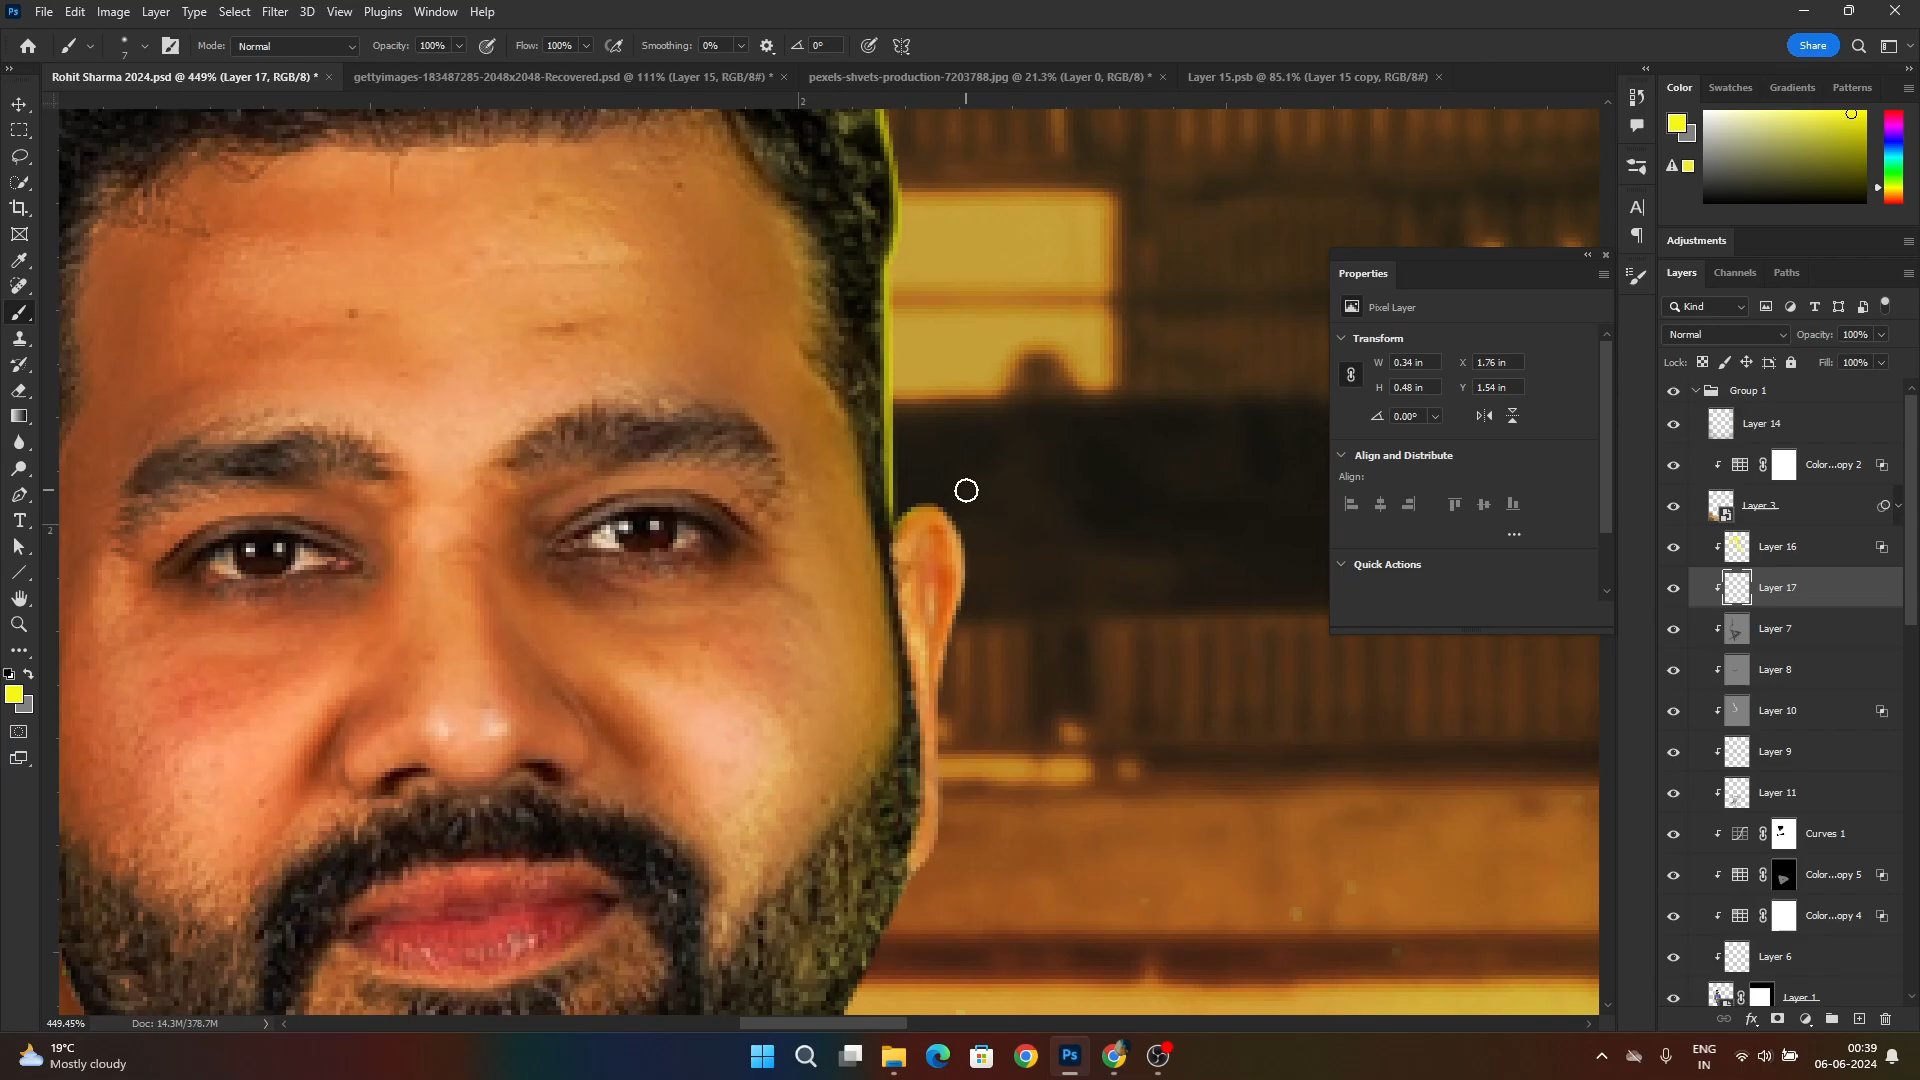 Ps File Edit Image Layer Type Select Filter 3D View Plugins Window Help
7 Mode: Normal Opacity: 100% Flow: 100% Smoothing: 0% 0° Share
Rohit Sharma 2024.psd @ 449% (Layer 17, RGB/8) * × gettyimages-183487285-2048x2048-Recovered.psd @ 111% (Layer 15, RGB/8#) * × pexels-shvets-production-7203788.jpg @ 21.3% (Layer 0, RGB/8) * × Layer 15.psb @ 85.1% (Layer 15 copy, RGB/8#) ×
2
2
Color Swatches Gradients Patterns
Adjustments
Layers Channels Paths
Kind
Normal Opacity: 100%
Lock: Fill: 100%
Group 1
Layer 14
Color...opy 2
Layer 3
Layer 16
Layer 17
Layer 7
Layer 8
Layer 10
Layer 9
Layer 11
Curves 1
Color...opy 5
Color...opy 4
Layer 6
Layer 1
Properties
Pixel Layer
Transform
W 0.34 in X 1.76 in
H 0.48 in Y 1.54 in
0.00°
Align and Distribute
Align:
Quick Actions
449.45% Doc: 14.3M/378.7M
19°C
Mostly cloudy
ENG
IN
00:39
06-06-2024